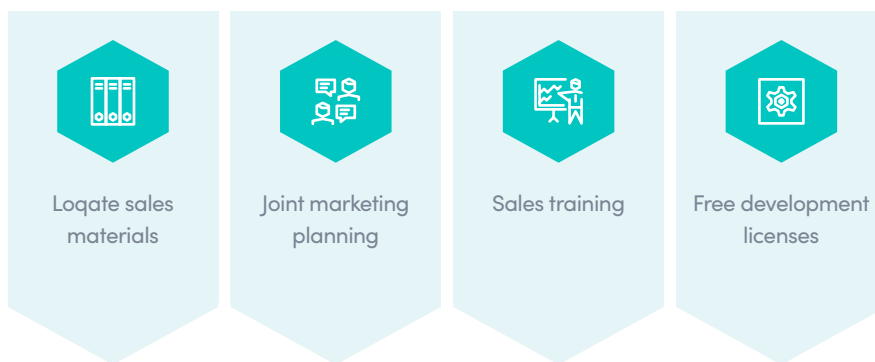 Loqate sales
materials
Joint marketing
planning
Sales training
Free development
licenses